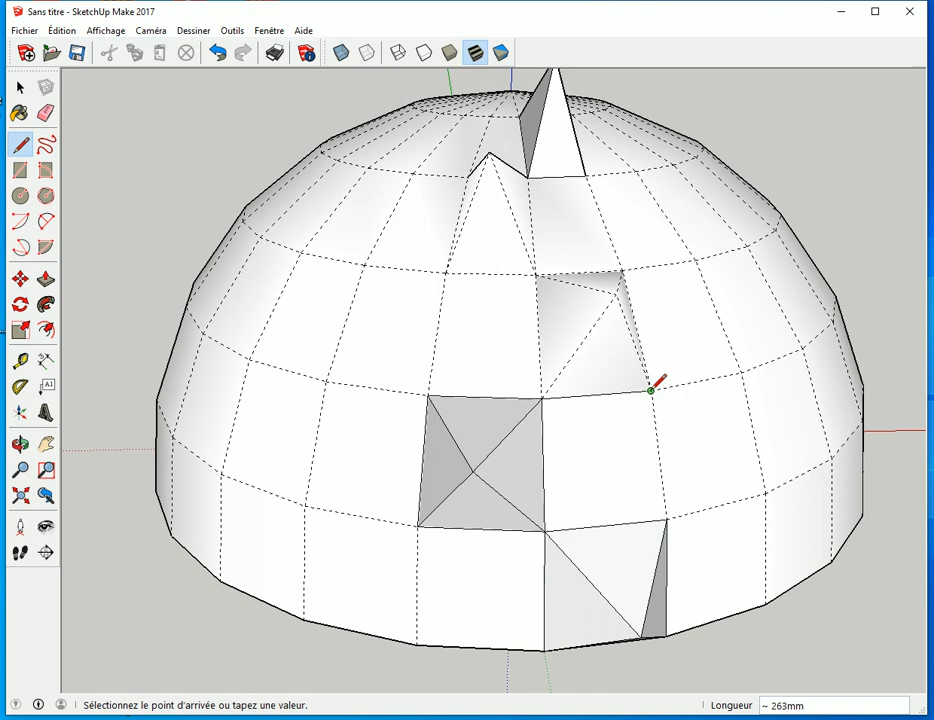 Sans titre - SketchUp Make 2017
Fichier Édition Affichage Caméra Dessiner Outils Fenêtre Aide
A1
Sélectionnez le point d'arrivée ou tapez une valeur. Longueur ~ 263mm